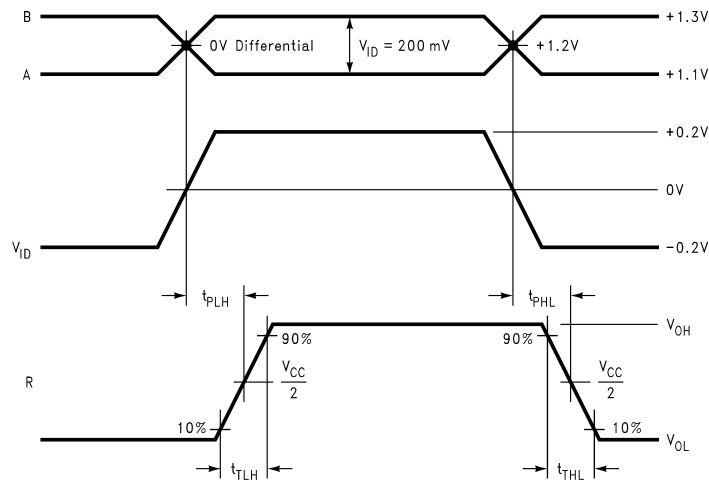 B
+1.3V
0V Differential
V_ID = 200 mV
+1.2V
A
+1.1V
+0.2V
0V
V_ID
−0.2V
t_PLH
t_PHL
V_OH
90%
90%
R
V_CC
2
V_CC
2
10%
10%
V_OL
t_TLH
t_THL